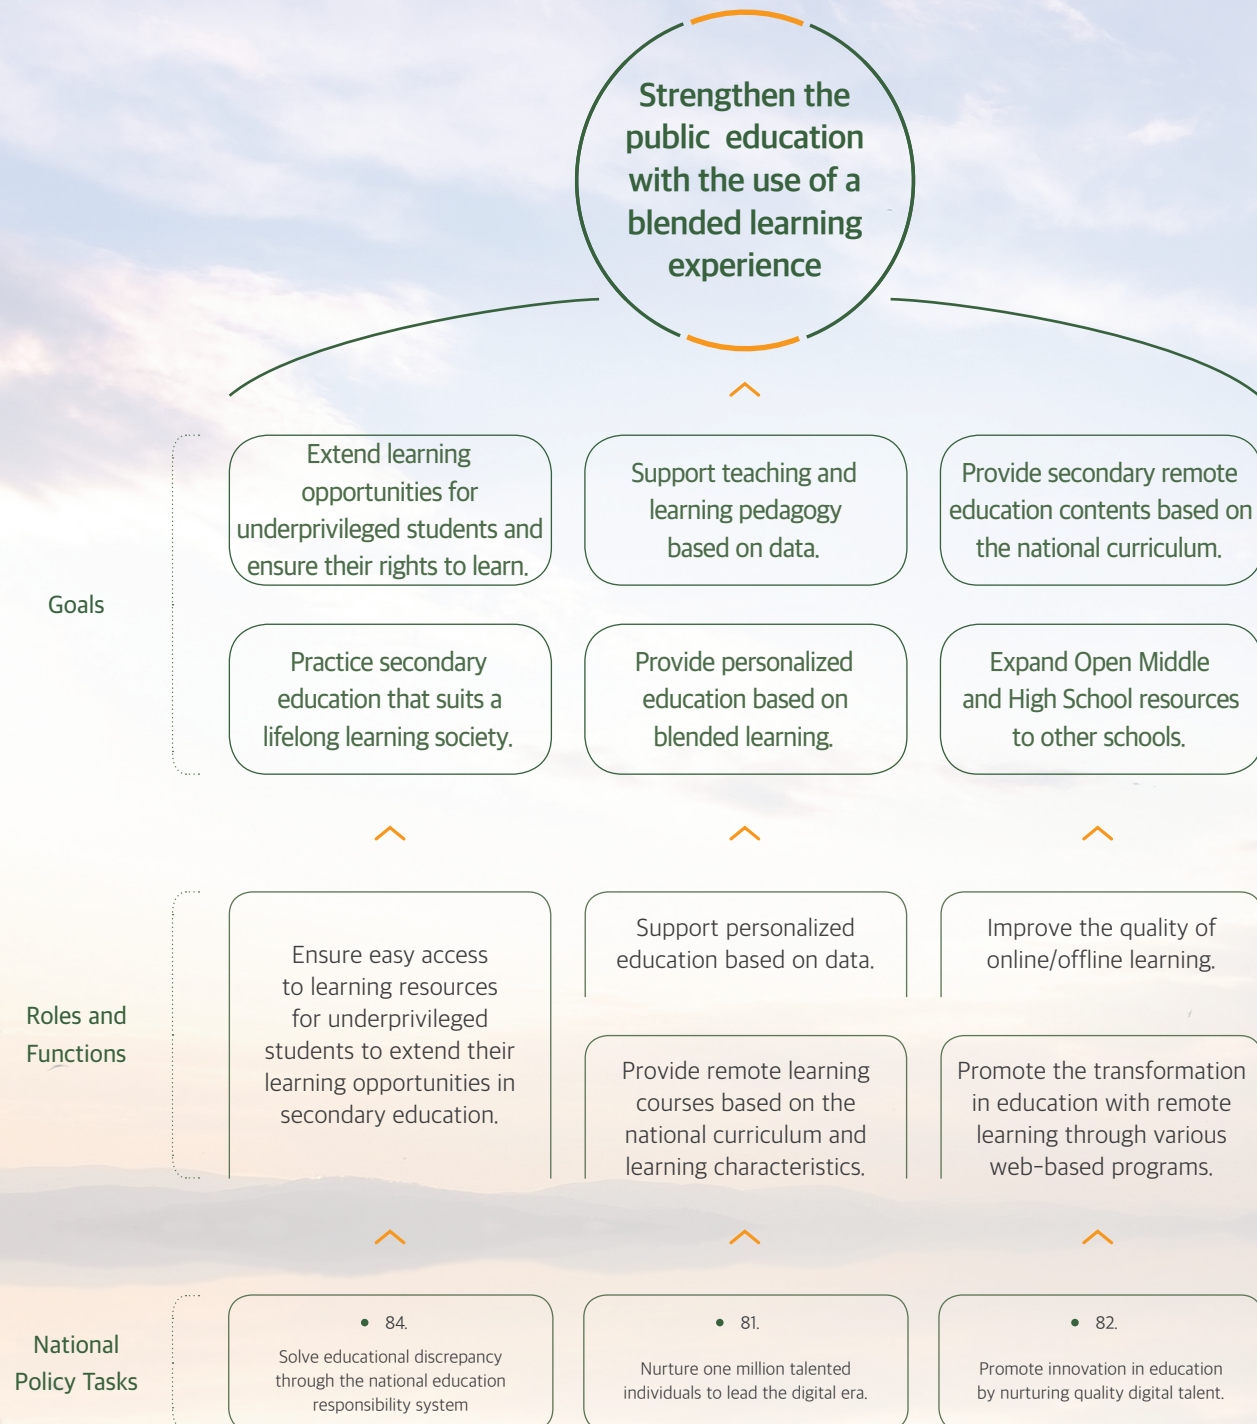 Strengthen the
public education
with the use of a
blended learning
experience
Goals
Extend learning
opportunities for
underprivileged students and
ensure their rights to learn.
Support teaching and
learning pedagogy
based on data.
Provide secondary remote
education contents based on
the national curriculum.
Practice secondary
education that suits a
lifelong learning society.
Provide personalized
education based on
blended learning.
Expand Open Middle
and High School resources
to other schools.
Roles and
Functions
Ensure easy access
to learning resources
for underprivileged
students to extend their
learning opportunities in
secondary education.
Support personalized
education based on data.
Provide remote learning
courses based on the
national curriculum and
learning characteristics.
Improve the quality of
online/offline learning.
Promote the transformation
in education with remote
learning through various
web-based programs.
National
Policy Tasks
• 84.
Solve educational discrepancy
through the national education
responsibility system
• 81.
Nurture one million talented
individuals to lead the digital era.
• 82.
Promote innovation in education
by nurturing quality digital talent.